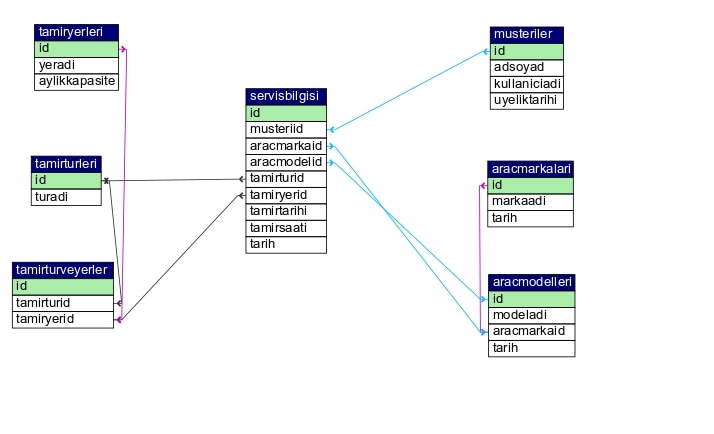 tamiryerleri
id
yeradi
aylikkapasite
tamirturleri
id
turadi
tamirturveyerler
id
tamirturid
tamiryerid
servisbilgisi
id
musteriid
aracmarkaid
aracmodelid
tamirturid
tamiryerid
tamirtarihi
tamirsaati
tarih
musteriler
id
adsoyad
kullaniciadi
uyeliktarihi
aracmarkalari
id
markaadi
tarih
aracmodelleri
id
modeladi
aracmarkaid
tarih